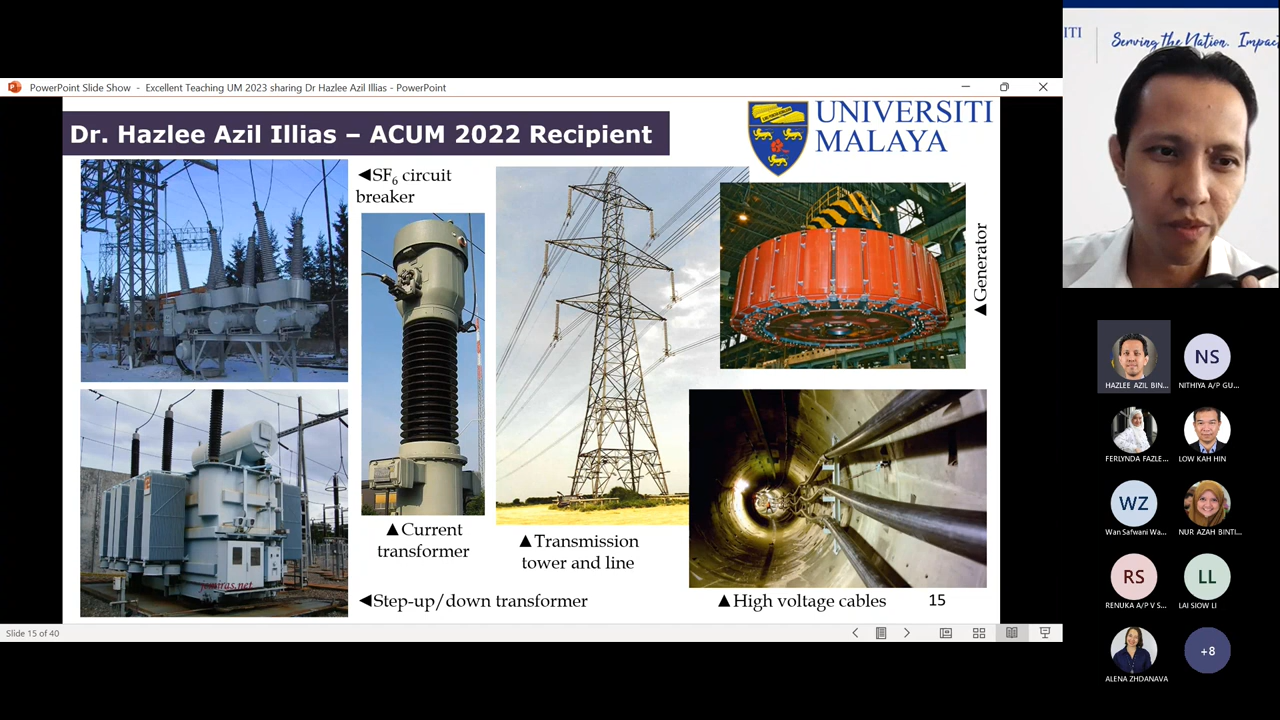 PowerPoint Slide Show - Excellent Teaching UM 2023 sharing Dr Hazlee Azil Illias - PowerPoint
Dr. Hazlee Azil Illias – ACUM 2022 Recipient
UNIVERSITI
MALAYA
◄SF6 circuit
breaker
▲Generator
▲Current
transformer
▲Transmission
tower and line
jemiras.net
◄Step-up/down transformer
▲High voltage cables
15
Slide 15 of 40
ITI
Serving the Nation. Impac
HAZLEE AZIL BIN...
NS
NITHIYA A/P GU...
FERLYNDA FAZLE...
LOW KAH HIN
WZ
Wan Safwani Wa...
NUR AZAH BINTI...
RS
RENUKA A/P V S...
LL
LAI SIOW LI
ALENA ZHDANAVA
+8